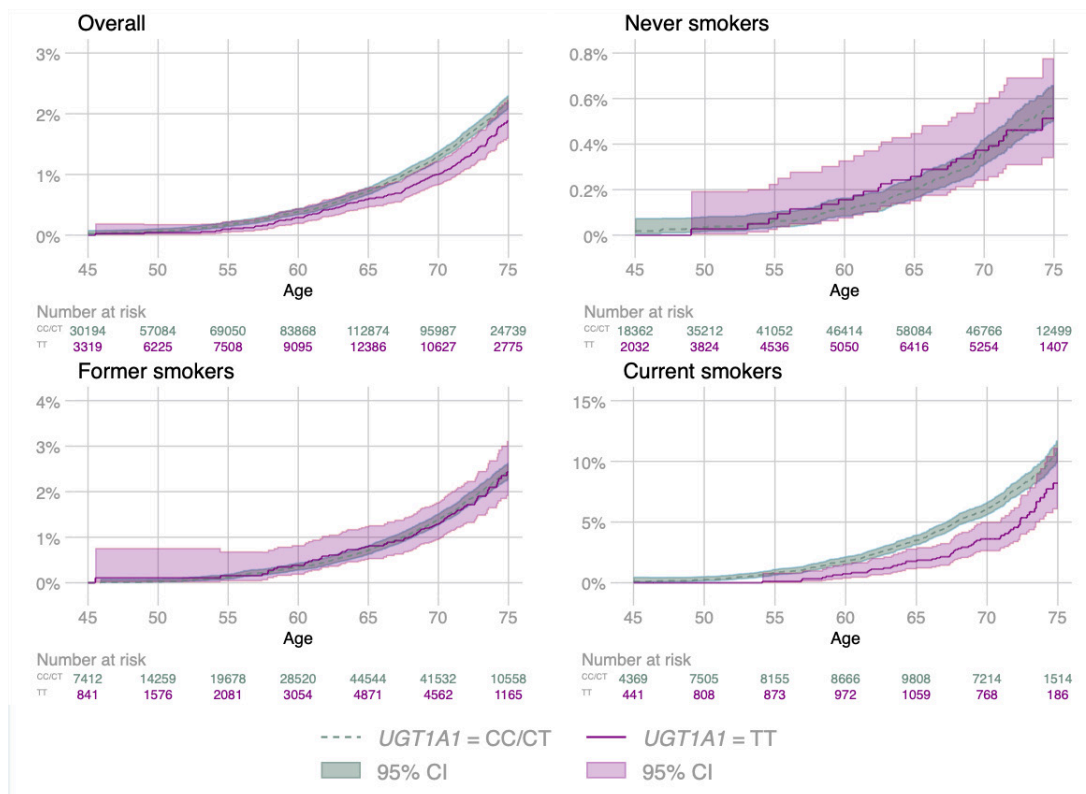 Overall
3%
2%
1%
0%
45 50 55 60 65 70 75
Age
Number at risk
CC/CT 30194 57084 69050 83868 112874 95987 24739
TT 3319 6225 7508 9095 12386 10627 2775
Never smokers
0.8%
0.6%
0.4%
0.2%
0%
45 50 55 60 65 70 75
Age
Number at risk
CC/CT 18362 35212 41052 46414 58084 46766 12499
TT 2032 3824 4536 5050 6416 5254 1407
Former smokers
4%
3%
2%
1%
0%
45 50 55 60 65 70 75
Age
Number at risk
CC/CT 7412 14259 19678 28520 44544 41532 10558
TT 841 1576 2081 3054 4871 4562 1165
Current smokers
15%
10%
5%
0%
45 50 55 60 65 70 75
Age
Number at risk
CC/CT 4369 7505 8155 8666 9808 7214 1514
TT 441 808 873 972 1059 768 186
UGT1A1 = CC/CT UGT1A1 = TT
95% CI 95% CI